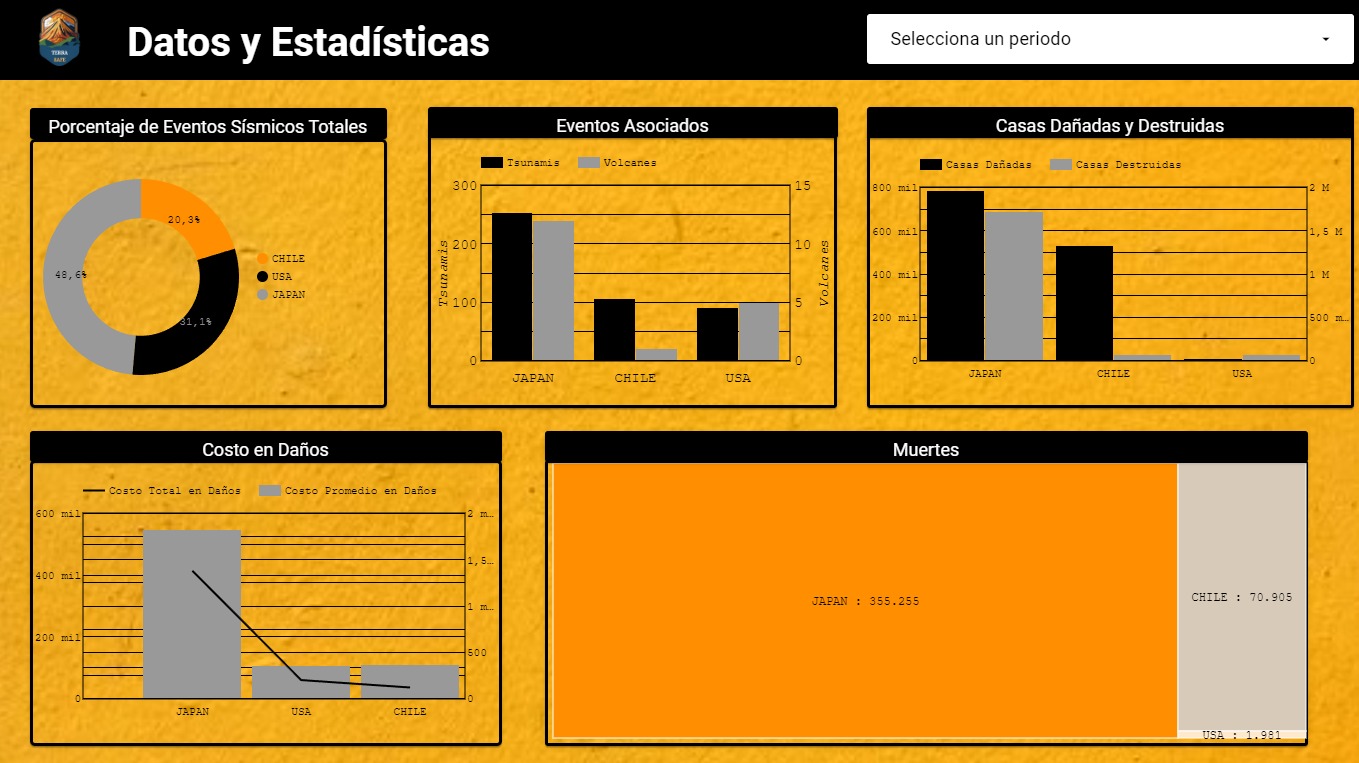 TERRA
SAFE
Datos y Estadísticas
Selecciona un periodo
Porcentaje de Eventos Sísmicos Totales
20,3%
48,6%
31,1%
CHILE
USA
JAPAN
Eventos Asociados
Tsunamis Volcanes
300 15
200 10
100 5
0 0
Tsunamis
Volcanes
JAPAN CHILE USA
Casas Dañadas y Destruidas
Casas Dañadas Casas Destruidas
800 mil 2 M
600 mil 1,5 M
400 mil 1 M
200 mil 500 m…
0 0
JAPAN CHILE USA
Costo en Daños
Costo Total en Daños Costo Promedio en Daños
600 mil 2 m…
1,5…
400 mil
1 m…
200 mil
500
0 0
JAPAN USA CHILE
Muertes
JAPAN : 355.255
CHILE : 70.905
USA : 1.981